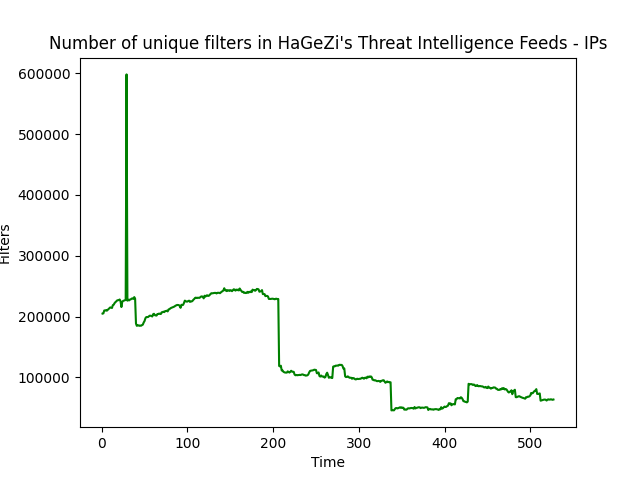 Number of unique filters in HaGeZi's Threat Intelligence Feeds - IPs
600000
500000
400000
300000
200000
100000
Filters
0 100 200 300 400 500
Time